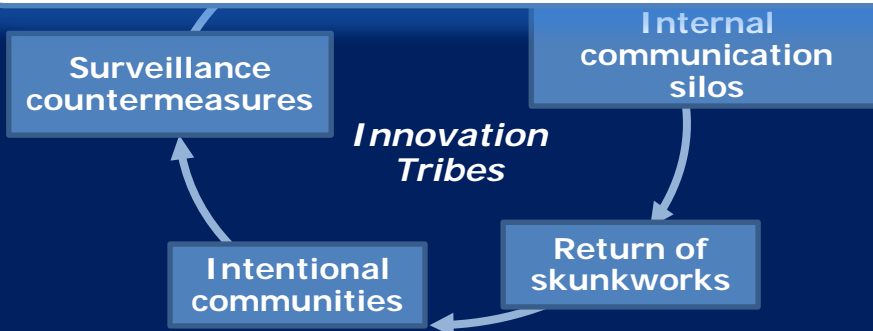 Internal
communication
silos
Surveillance
countermeasures
Innovation
Tribes
Return of
skunkworks
Intentional
communities